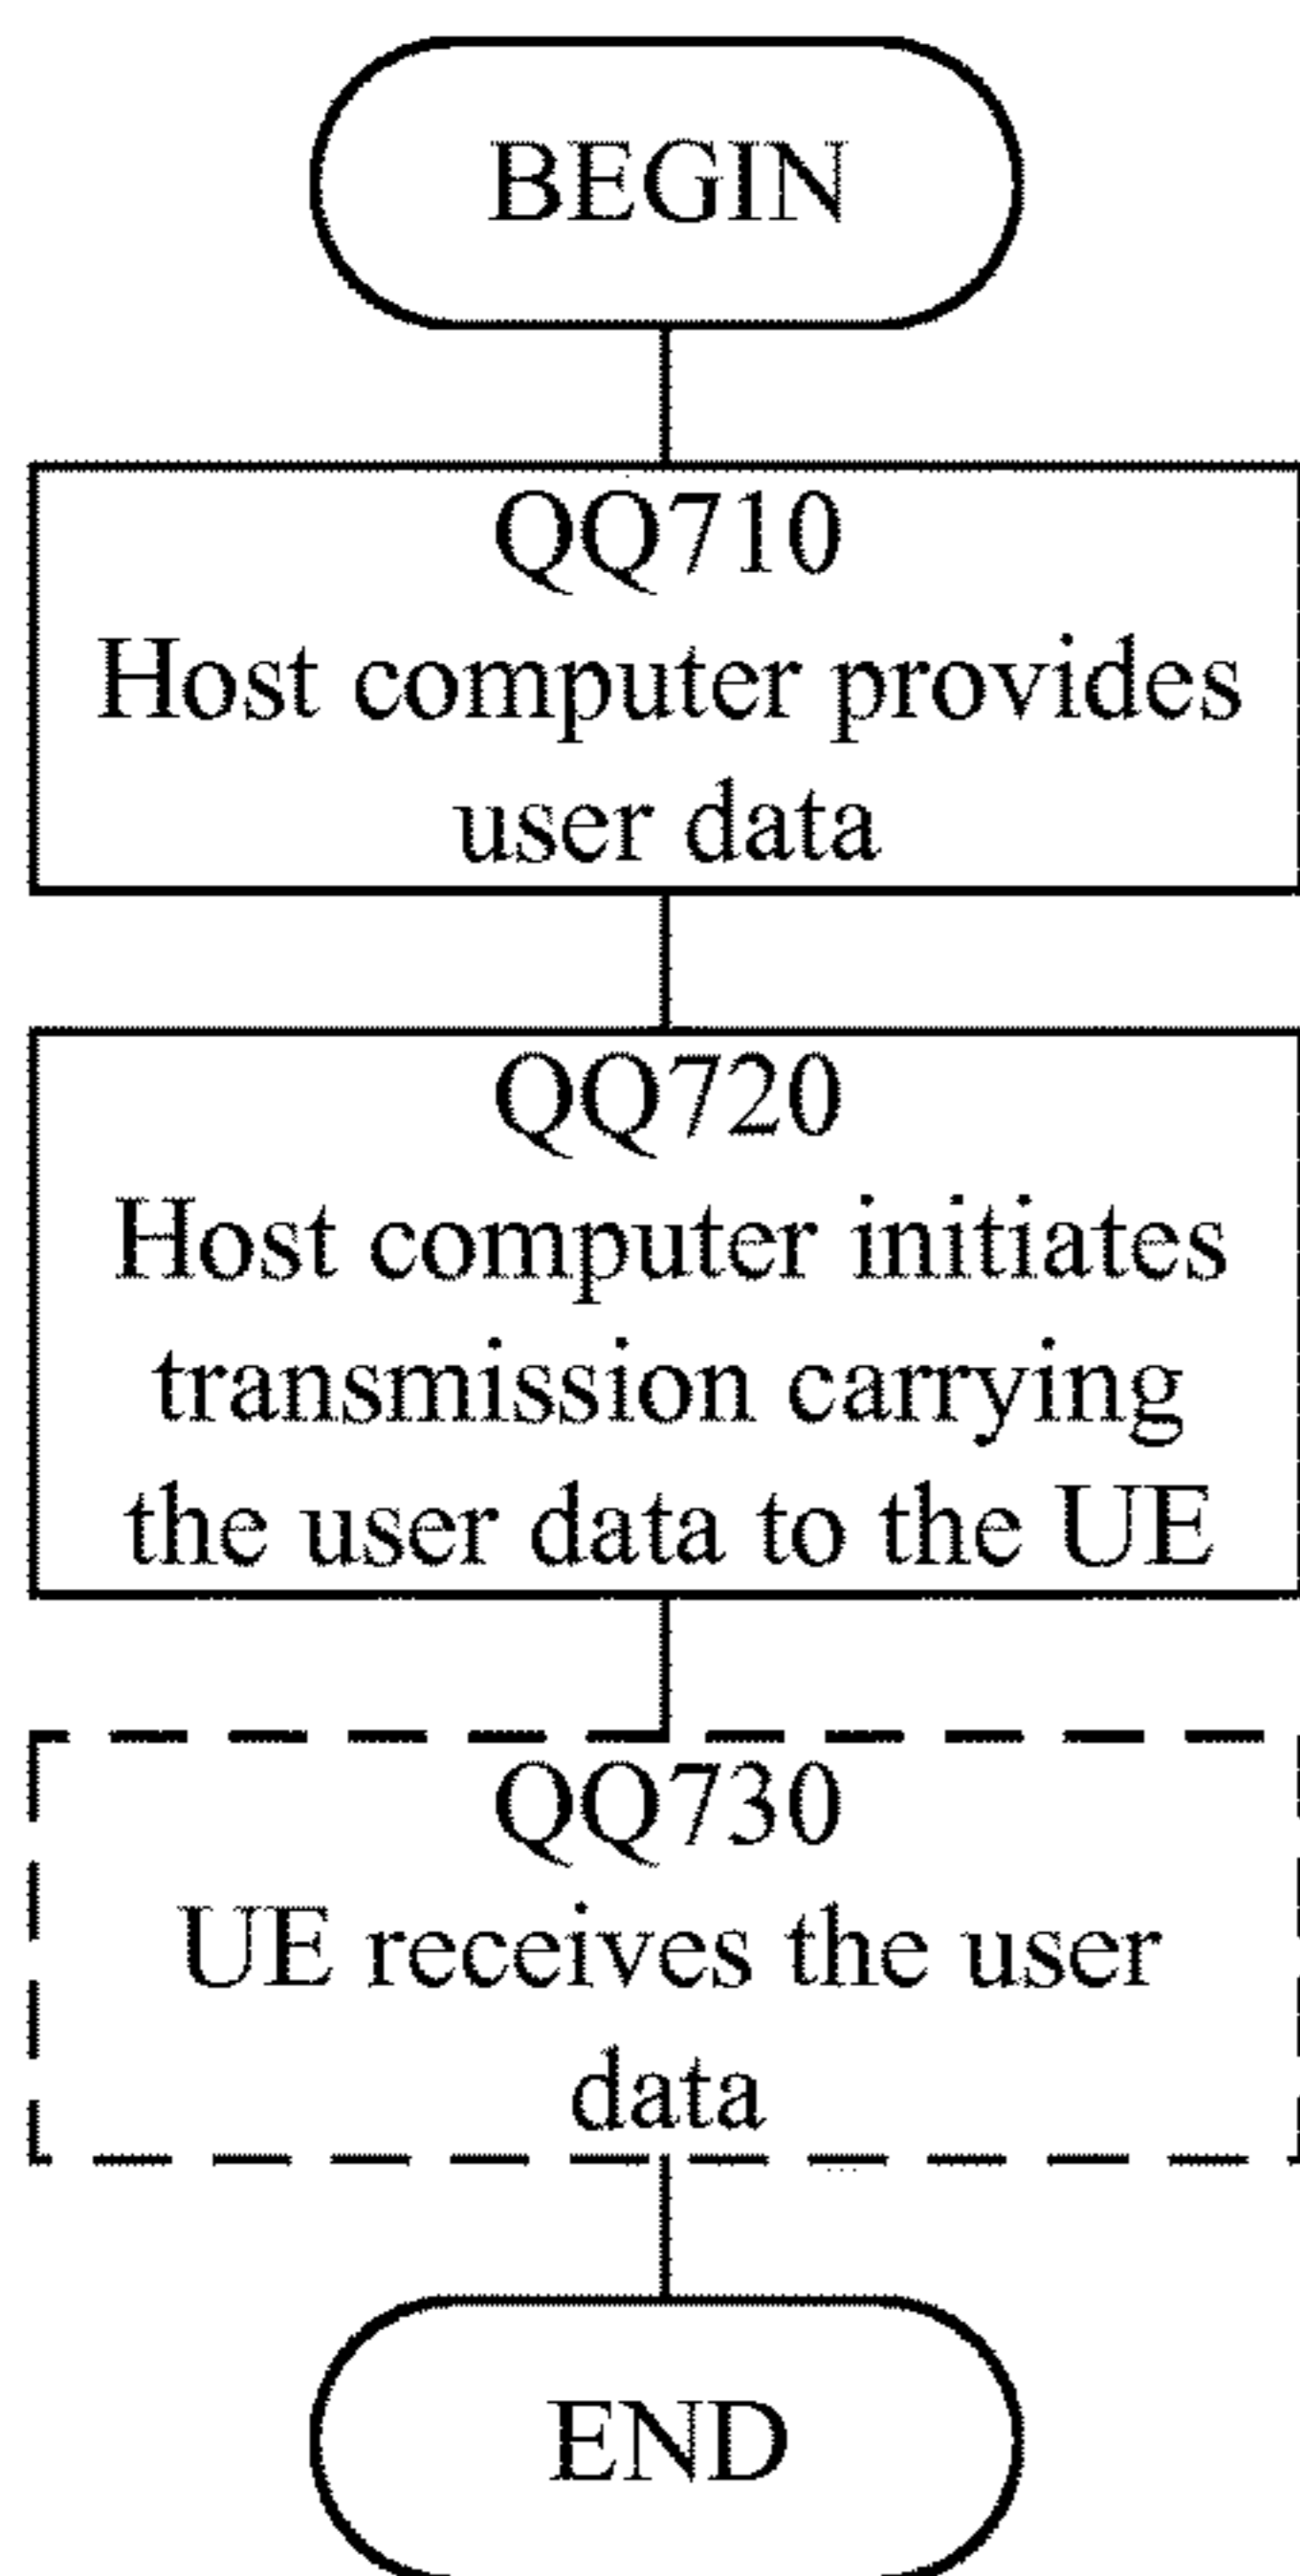 BEGIN
QQ710
Host computer provides
user data
QQ720
Host computer initiates
transmission carrying
the user data to the UE
QQ730
UE receives the user
data
END